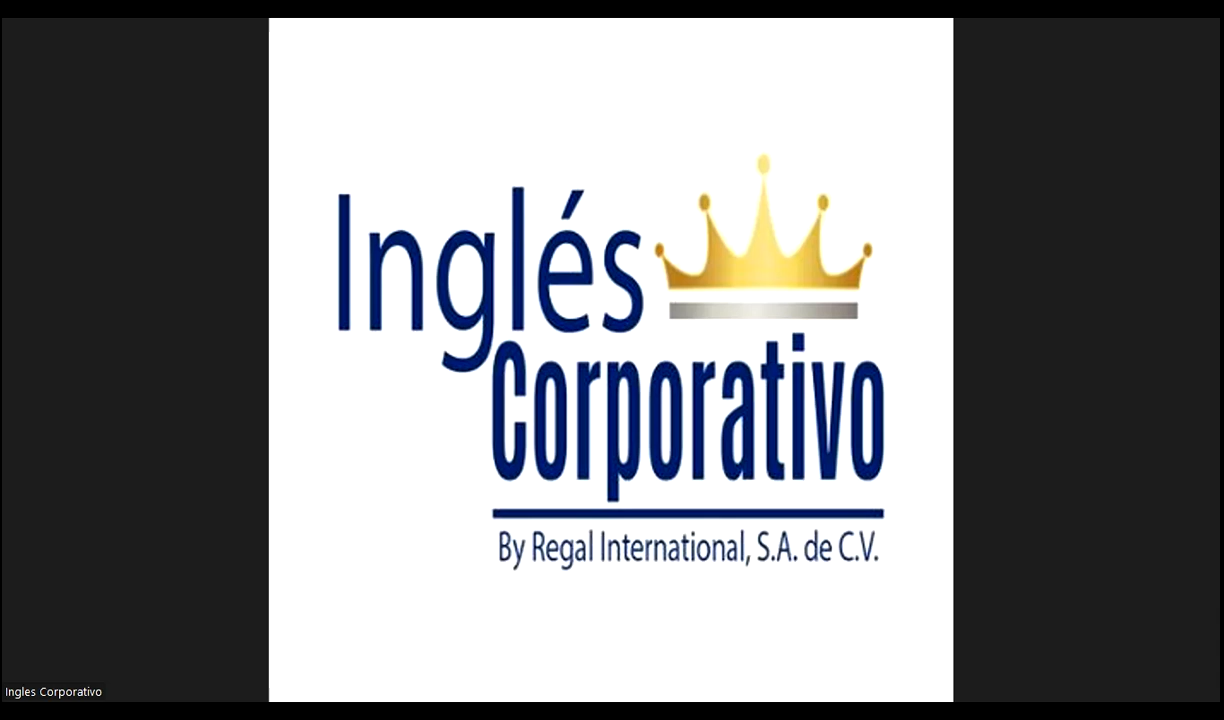 Inglés
Corporativo
By Regal International, S.A. de C.V.
Ingles Corporativo